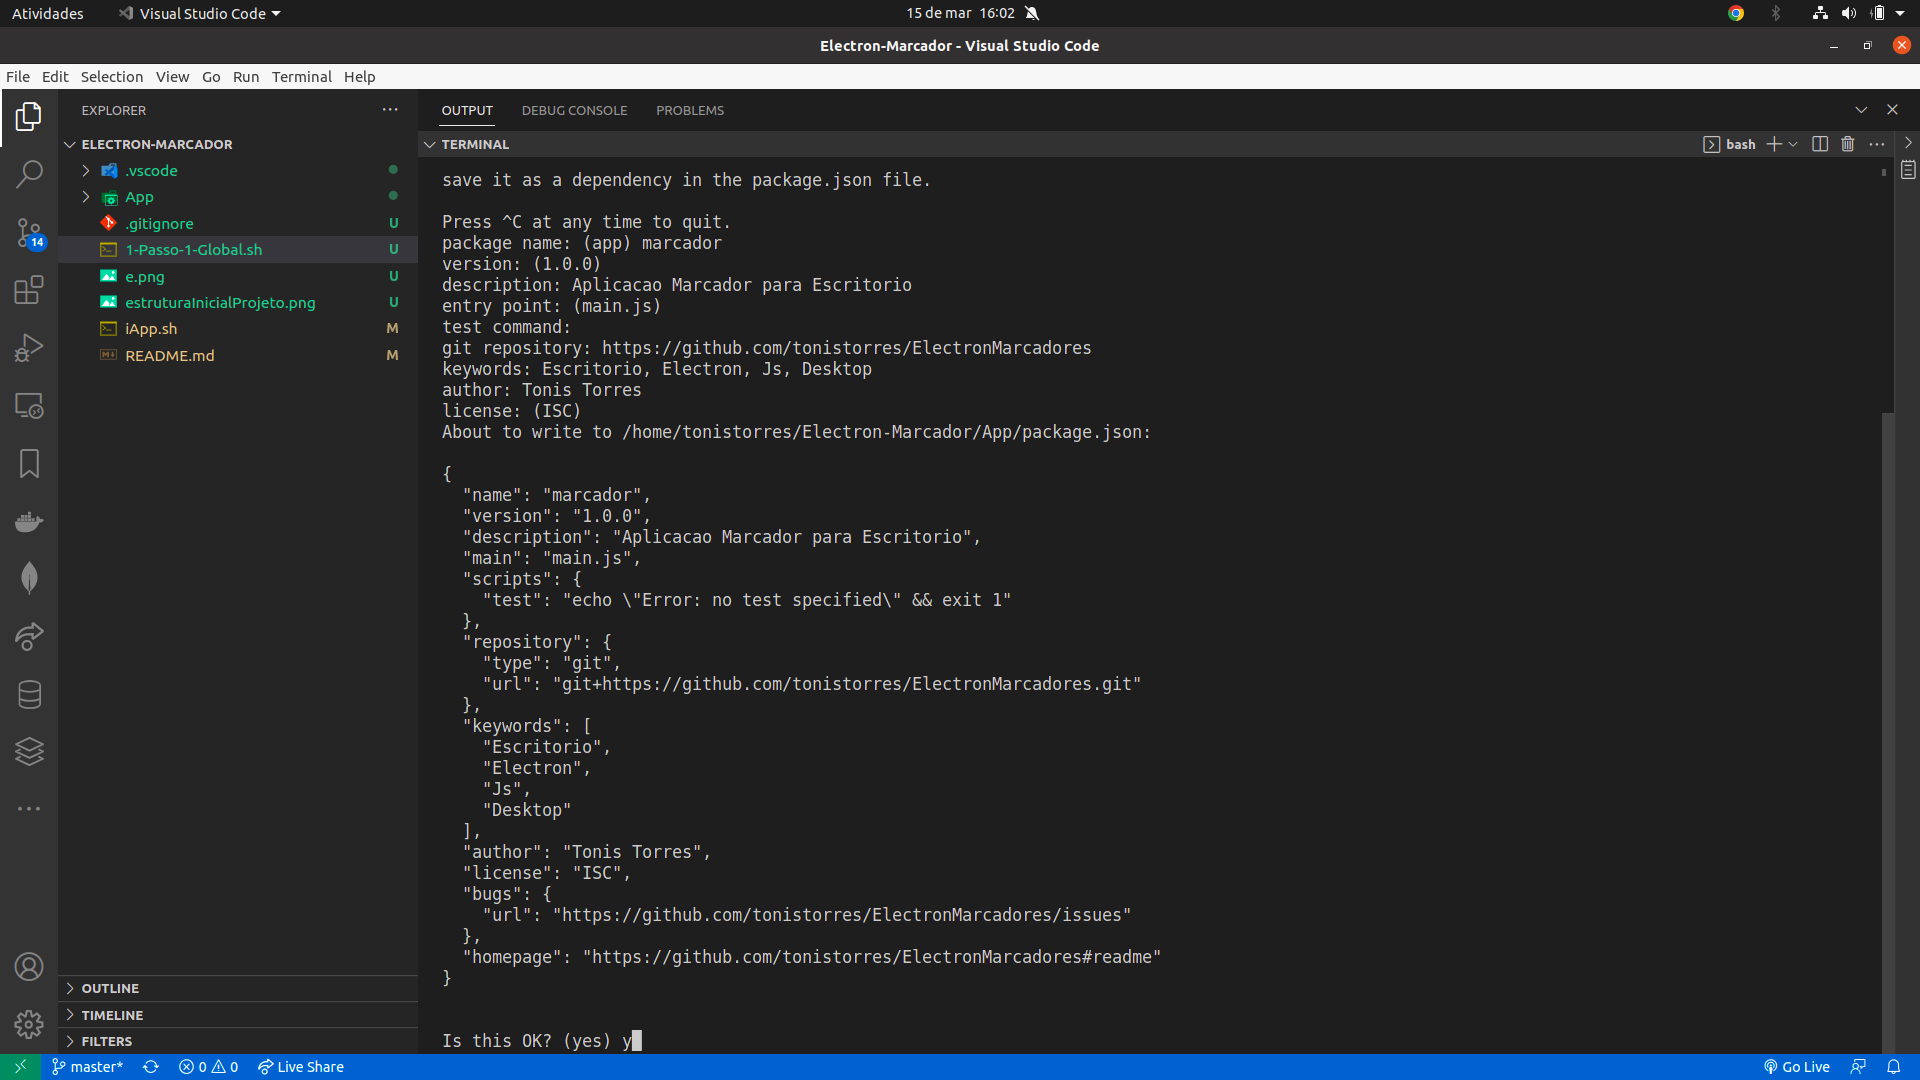 Atividades
Visual Studio Code
15 de mar 16:02
Electron-Marcador - Visual Studio Code
File Edit Selection View Go Run Terminal Help
EXPLORER
OUTPUT DEBUG CONSOLE PROBLEMS
ELECTRON-MARCADOR
.vscode
App
.gitignore U
1-Passo-1-Global.sh U
e.png U
estruturaInicialProjeto.png U
iApp.sh M
README.md M
14
OUTLINE
TIMELINE
FILTERS
TERMINAL
bash
save it as a dependency in the package.json file.
Press ^C at any time to quit.
package name: (app) marcador
version: (1.0.0)
description: Aplicacao Marcador para Escritorio
entry point: (main.js)
test command:
git repository: https://github.com/tonistorres/ElectronMarcadores
keywords: Escritorio, Electron, Js, Desktop
author: Tonis Torres
license: (ISC)
About to write to /home/tonistorres/Electron-Marcador/App/package.json:
{
"name": "marcador",
"version": "1.0.0",
"description": "Aplicacao Marcador para Escritorio",
"main": "main.js",
"scripts": {
"test": "echo \"Error: no test specified\" && exit 1"
},
"repository": {
"type": "git",
"url": "git+https://github.com/tonistorres/ElectronMarcadores.git"
},
"keywords": [
"Escritorio",
"Electron",
"Js",
"Desktop"
],
"author": "Tonis Torres",
"license": "ISC",
"bugs": {
"url": "https://github.com/tonistorres/ElectronMarcadores/issues"
},
"homepage": "https://github.com/tonistorres/ElectronMarcadores#readme"
}
Is this OK? (yes) y
master* 0 0 Live Share
Go Live